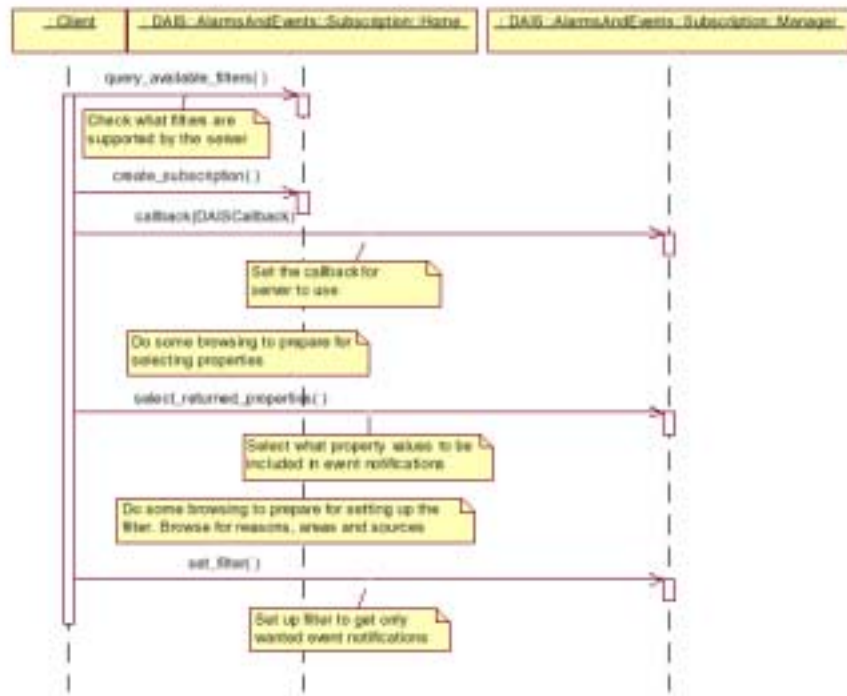 : Client
: DAIS::AlarmsAndEvents::Subscription::Home
: DAIS::AlarmsAndEvents::Subscription::Manager
query_available_filters( )
Check what filters are
supported by the server
create_subscription( )
callback(DAISCallback)
Set the callback for
server to use
Do some browsing to prepare for
selecting properties
select_returned_properties( )
Select what property values to be
included in event notifications
Do some browsing to prepare for setting up the
filter. Browse for reasons, areas and sources
set_filter( )
Set up filter to get only
wanted event notifications